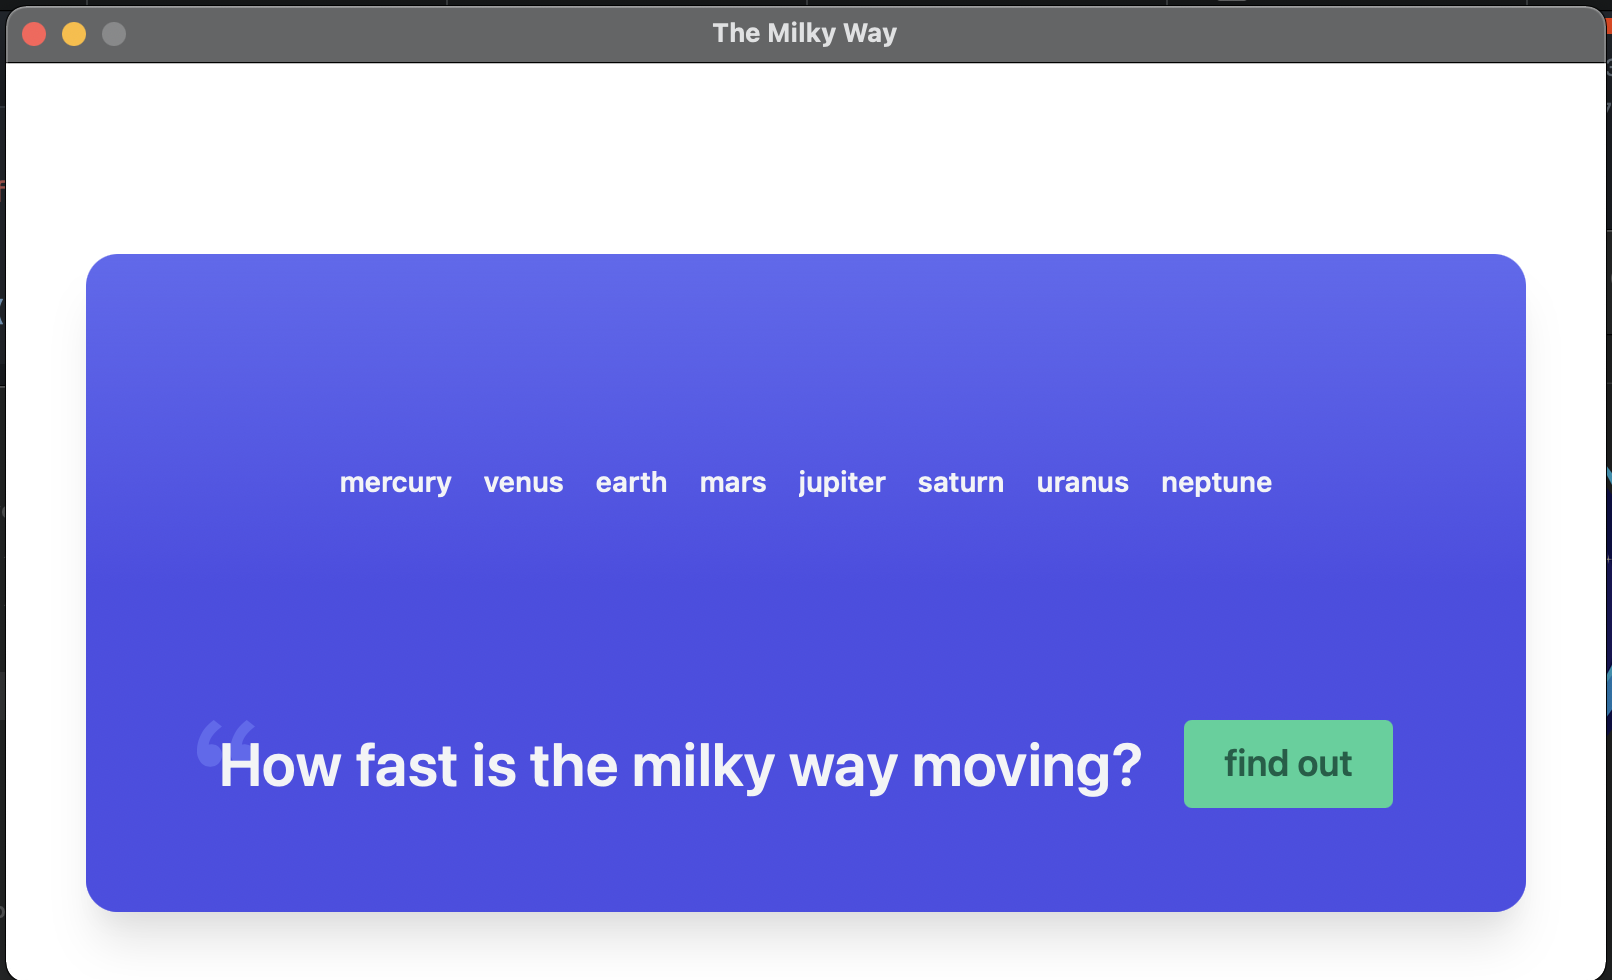 The Milky Way
mercury venus earth mars jupiter saturn uranus neptune
“How fast is the milky way moving?
find out